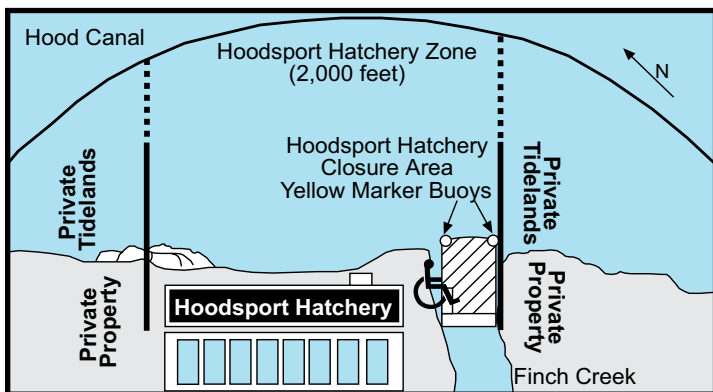 Hood Canal
Hoodsport Hatchery Zone
(2,000 feet)
N
Hoodsport Hatchery
Closure Area
Yellow Marker Buoys
Private
Tidelands
Private
Tidelands
Private
Property
Hoodsport Hatchery
Private
Property
Finch Creek